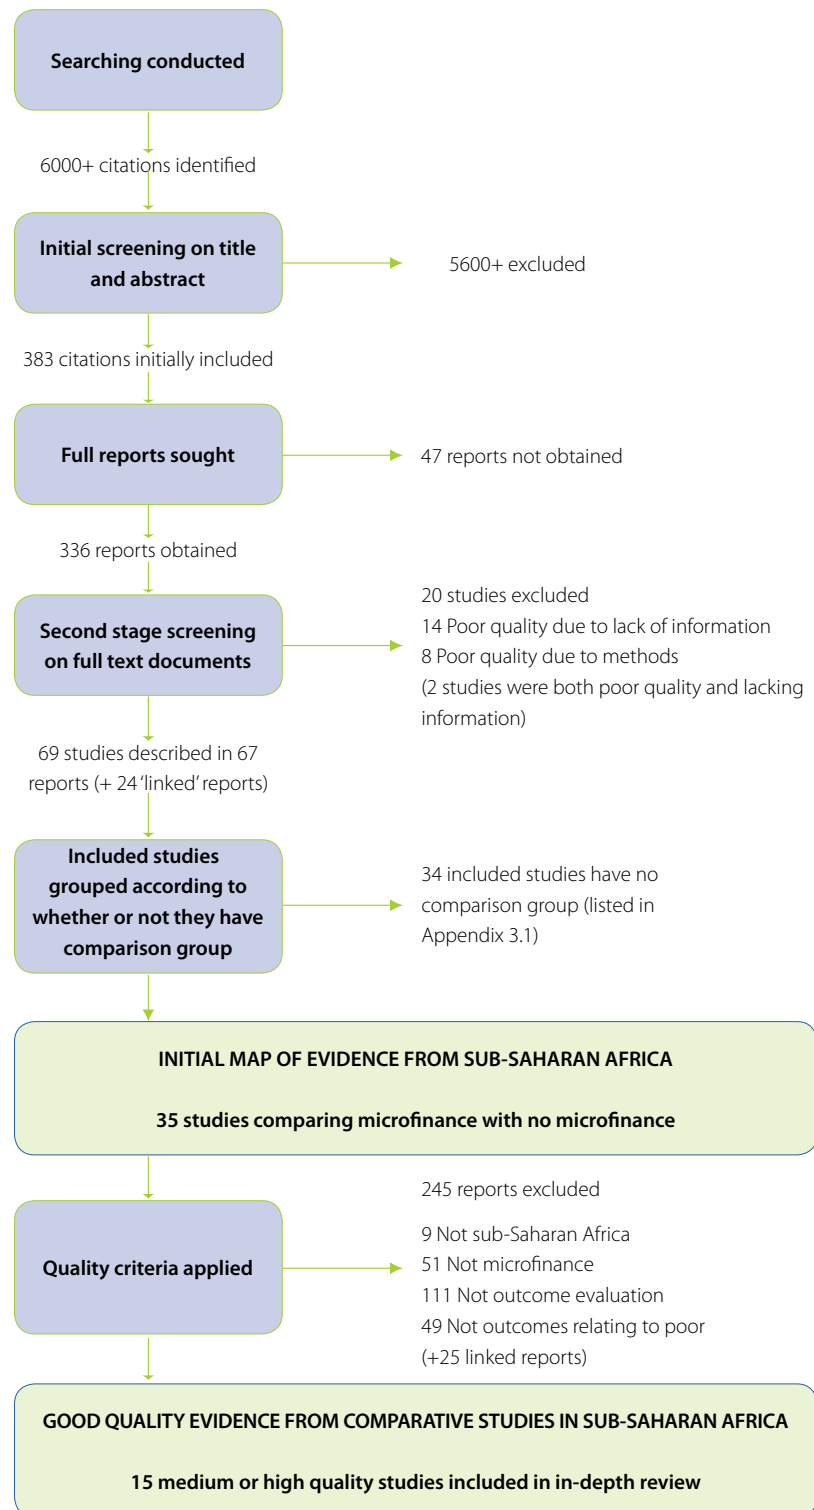 Searching conducted
6000+ citations identified
Initial screening on title
and abstract
5600+ excluded
383 citations initially included
Full reports sought
47 reports not obtained
336 reports obtained
Second stage screening
on full text documents
20 studies excluded
14 Poor quality due to lack of information
8 Poor quality due to methods
(2 studies were both poor quality and lacking
information)
69 studies described in 67
reports (+ 24 ‘linked’ reports)
Included studies
grouped according to
whether or not they have
comparison group
34 included studies have no
comparison group (listed in
Appendix 3.1)
INITIAL MAP OF EVIDENCE FROM SUB-SAHARAN AFRICA
35 studies comparing microfinance with no microfinance
Quality criteria applied
245 reports excluded
9 Not sub-Saharan Africa
51 Not microfinance
111 Not outcome evaluation
49 Not outcomes relating to poor
(+25 linked reports)
GOOD QUALITY EVIDENCE FROM COMPARATIVE STUDIES IN SUB-SAHARAN AFRICA
15 medium or high quality studies included in in-depth review